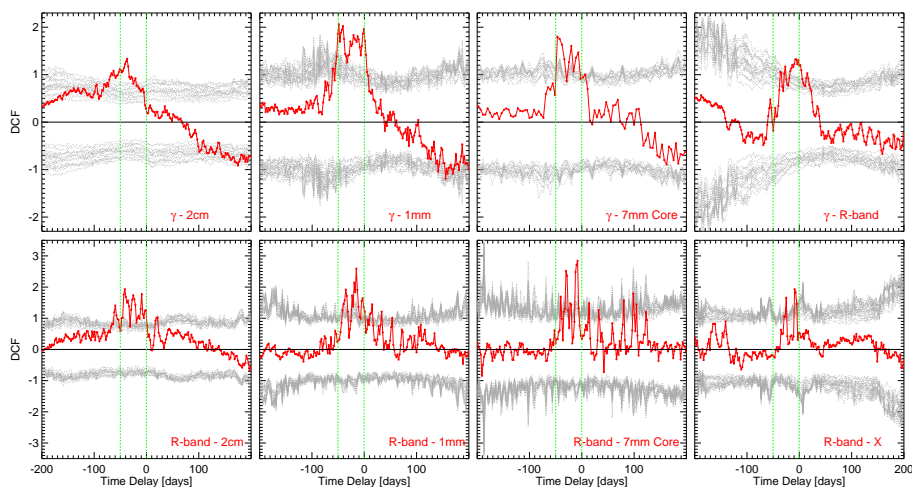 2
1
0
-1
-2
DCF
γ - 2cm
γ - 1mm
γ - 7mm Core
γ - R-band
3
2
1
0
-1
-2
-3
DCF
R-band - 2cm
R-band - 1mm
R-band - 7mm Core
R-band - X
-200 -100 0 100
-100 0 100
-100 0 100
-100 0 100 200
Time Delay [days]
Time Delay [days]
Time Delay [days]
Time Delay [days]